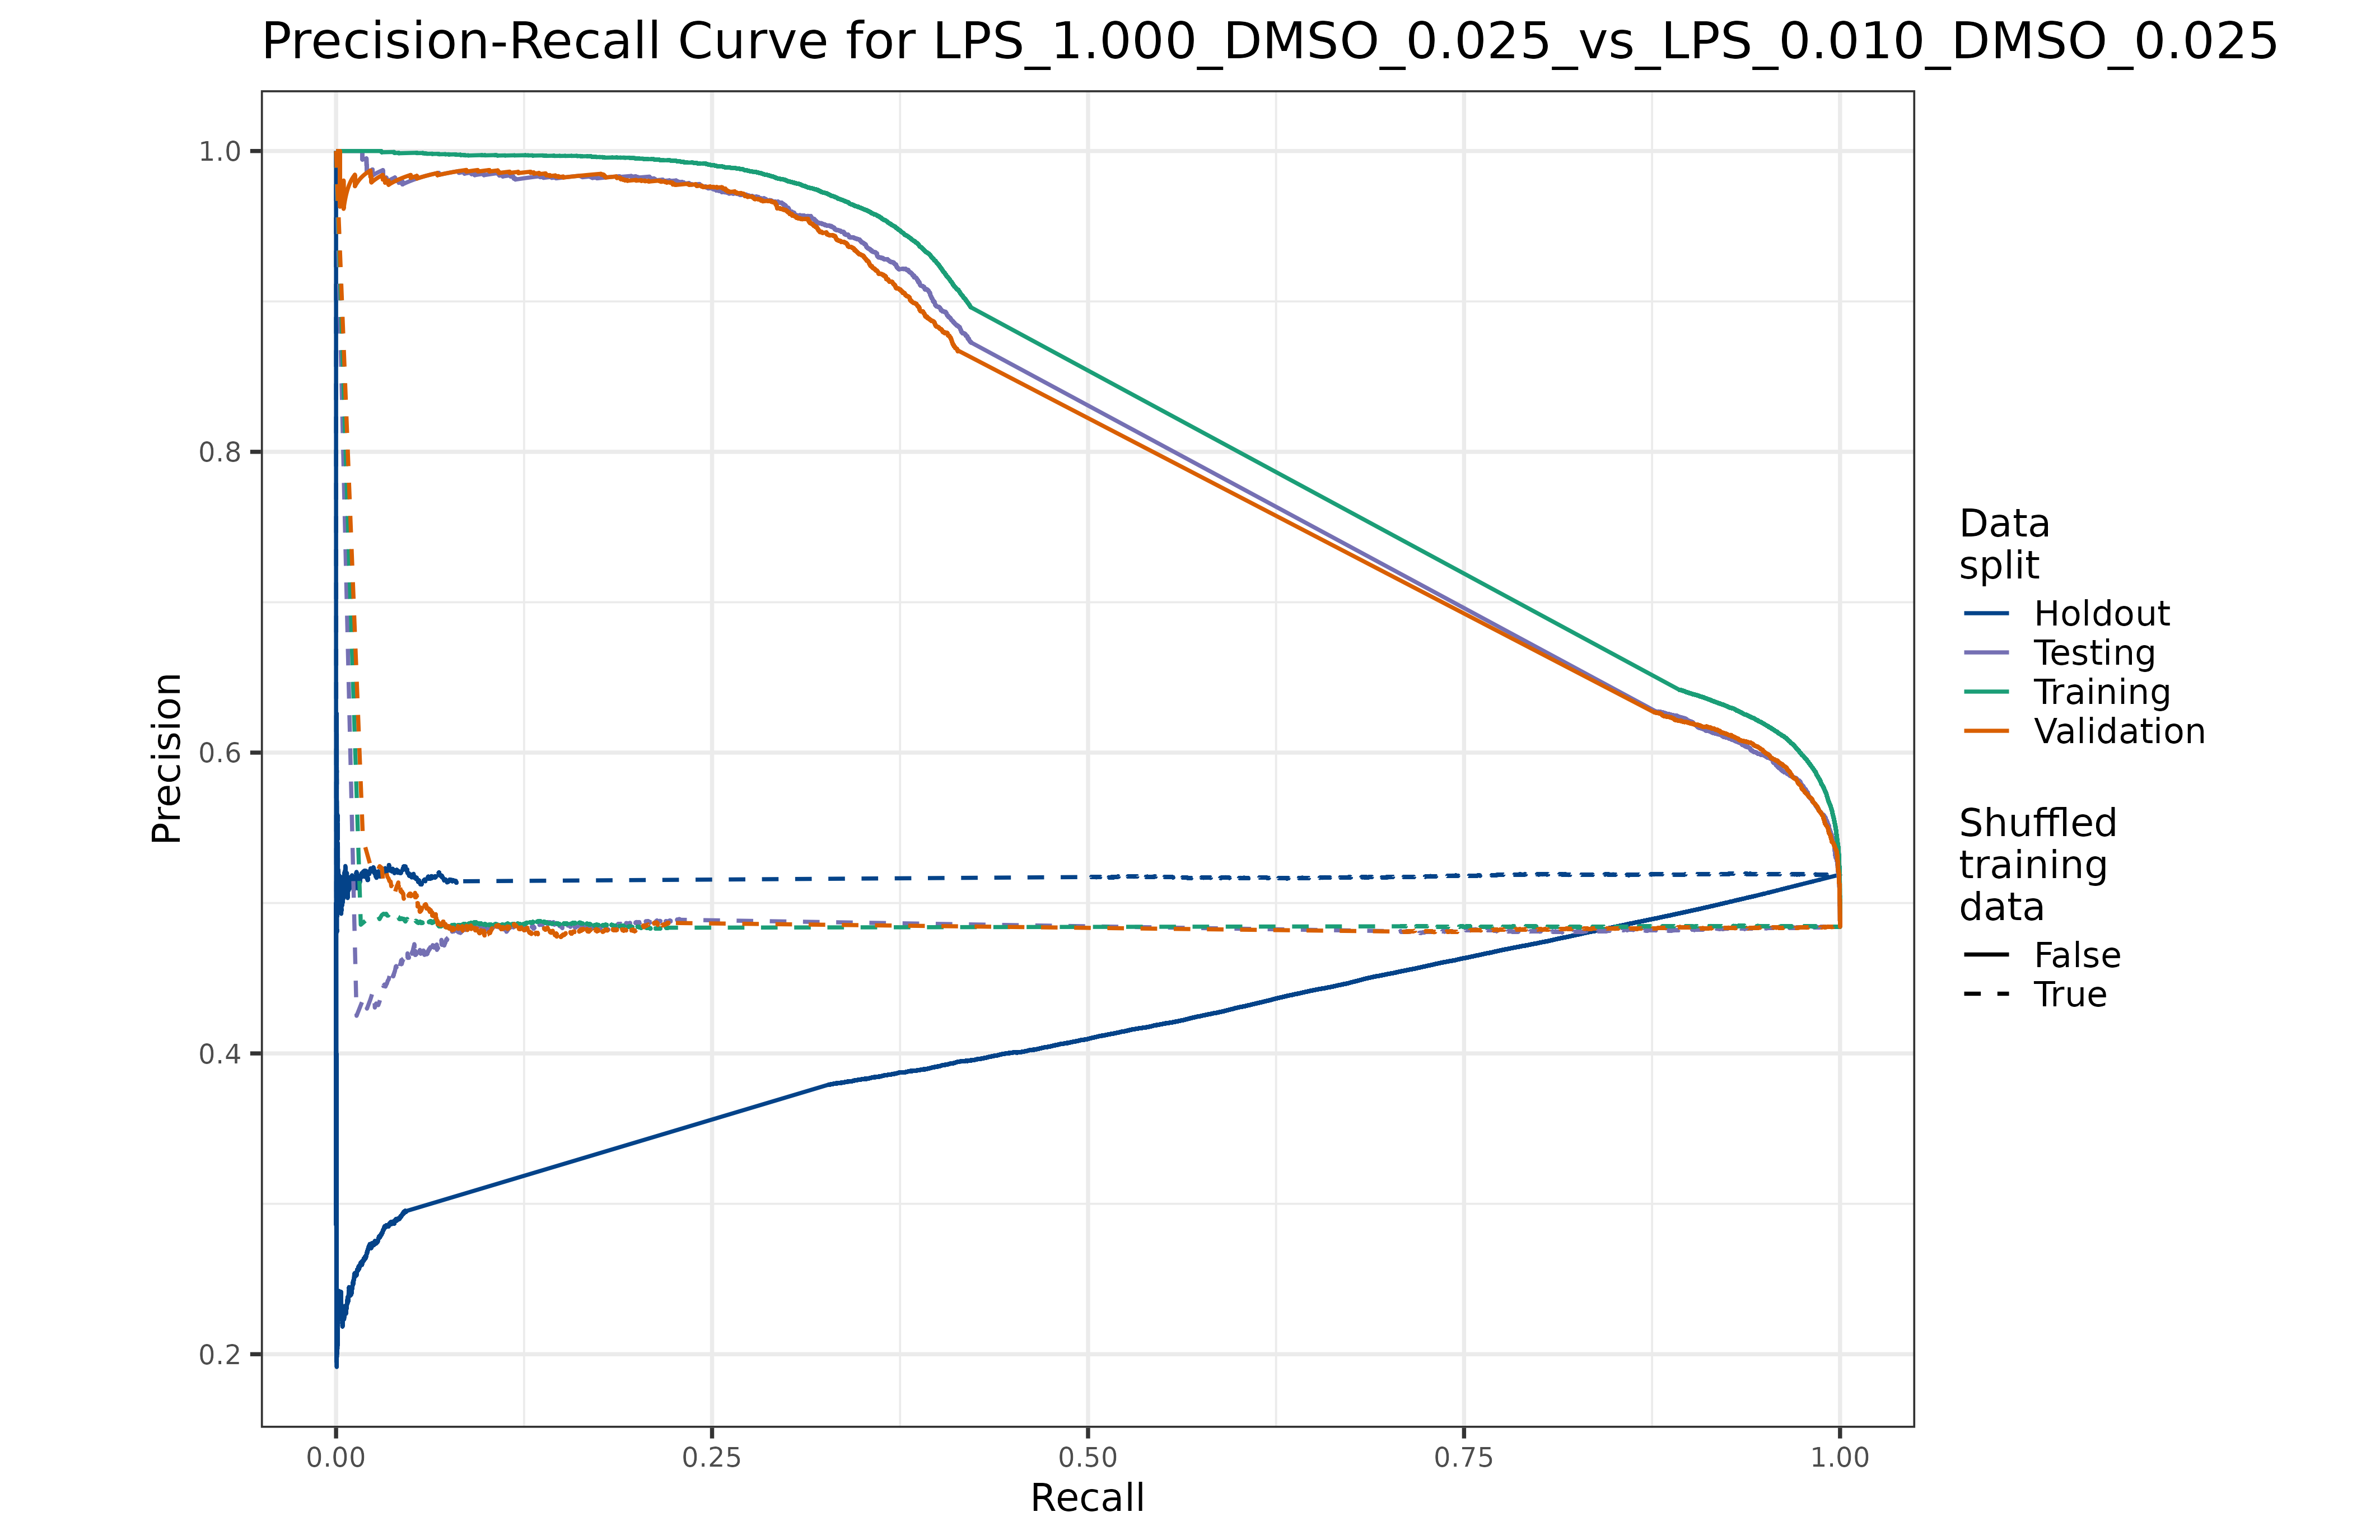 Precision-Recall Curve for LPS_1.000_DMSO_0.025_vs_LPS_0.010_DMSO_0.025
Precision
1.0
0.8
0.6
0.4
0.2
0.00
0.25
0.50
0.75
1.00
Recall
Data
split
Holdout
Testing
Training
Validation
Shuffled
training
data
False
True